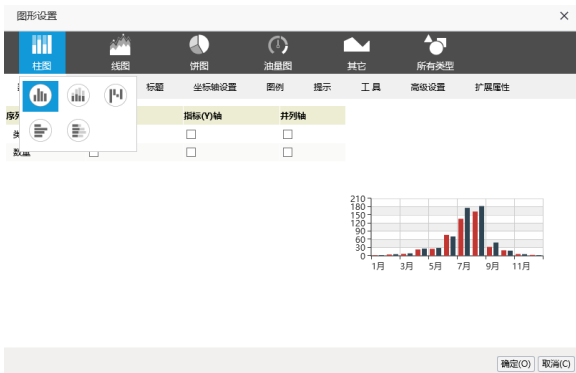 图形设置
柱图 线图 饼图 油量图 其它 所有类型
标题 坐标轴设置 图例 提示 工具 高级设置 扩展属性
指标(Y)轴 并列轴
数量
210
180
150
120
90
60
30
0
1月 3月 5月 7月 9月 11月
确定(O) 取消(C)